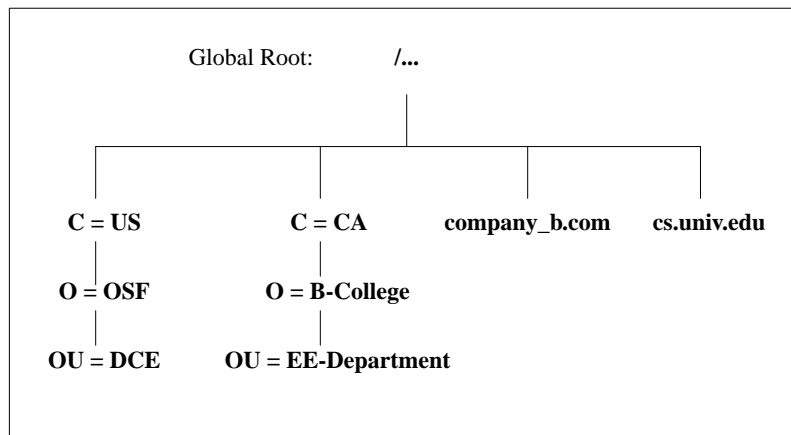 Global Root: /...
C = US C = CA company_b.com cs.univ.edu
O = OSF O = B-College
OU = DCE OU = EE-Department